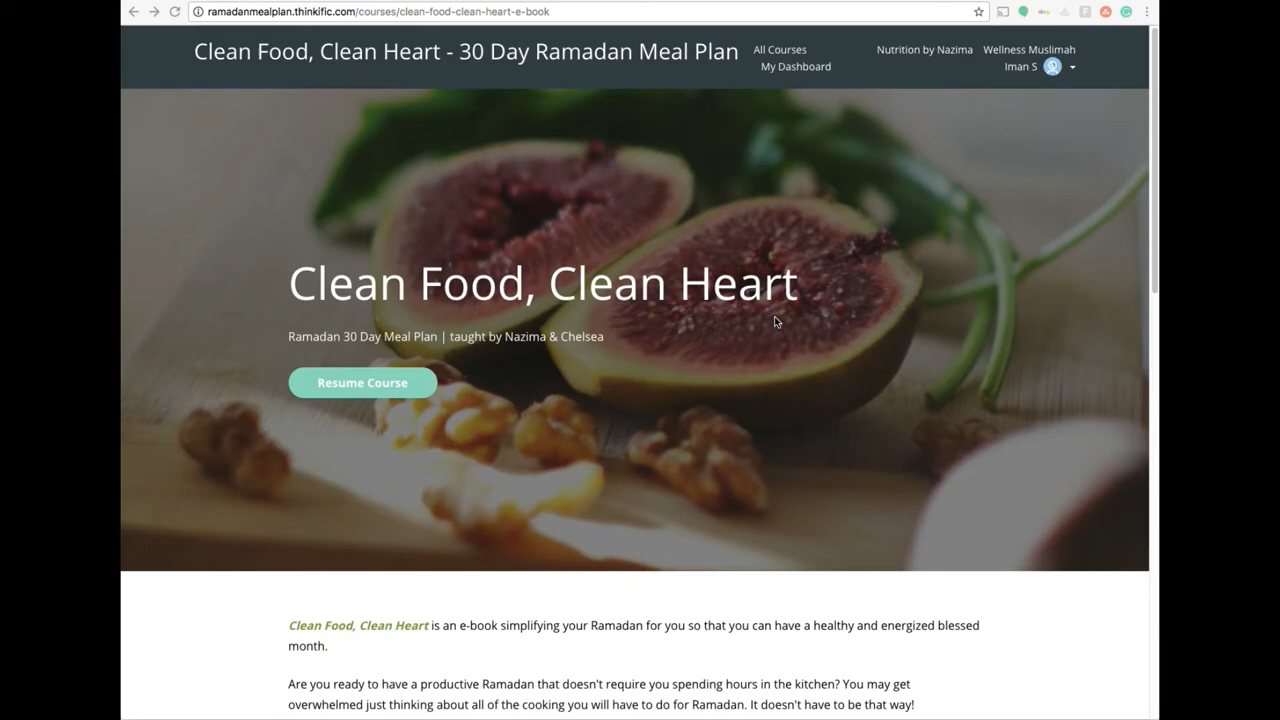 ramadanmealplan.thinkific.com/courses/clean-food-clean-heart-e-book
Clean Food, Clean Heart - 30 Day Ramadan Meal Plan
All Courses
Nutrition by Nazima
Wellness Muslimah
My Dashboard
Iman S
Clean Food, Clean Heart
Ramadan 30 Day Meal Plan | taught by Nazima & Chelsea
Resume Course
Clean Food, Clean Heart is an e-book simplifying your Ramadan for you so that you can have a healthy and energized blessed
month.
Are you ready to have a productive Ramadan that doesn't require you spending hours in the kitchen? You may get
overwhelmed just thinking about all of the cooking you will have to do for Ramadan. It doesn't have to be that way!